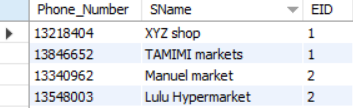 Phone_Number SName EID
13218404 XYZ shop 1
13846652 TAMIMI markets 1
13340962 Manuel market 2
13548003 Lulu Hypermarket 2